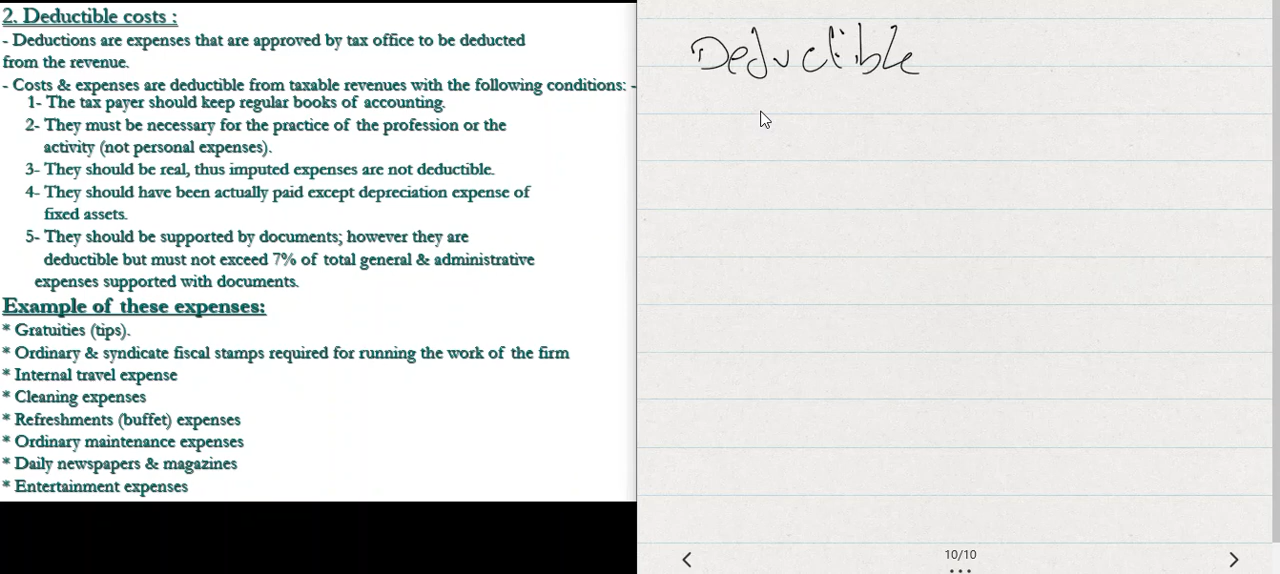 2. Deductible costs :
- Deductions are expenses that are approved by tax office to be deducted
from the revenue.
- Costs & expenses are deductible from taxable revenues with the following conditions: -
1- The tax payer should keep regular books of accounting.
2- They must be necessary for the practice of the profession or the
activity (not personal expenses).
3- They should be real, thus imputed expenses are not deductible.
4- They should have been actually paid except depreciation expense of
fixed assets.
5- They should be supported by documents; however they are
deductible but must not exceed 7% of total general & administrative
expenses supported with documents.
Example of these expenses:
* Gratuities (tips).
* Ordinary & syndicate fiscal stamps required for running the work of the firm
* Internal travel expense
* Cleaning expenses
* Refreshments (buffet) expenses
* Ordinary maintenance expenses
* Daily newspapers & magazines
* Entertainment expenses
Deductible
10/10